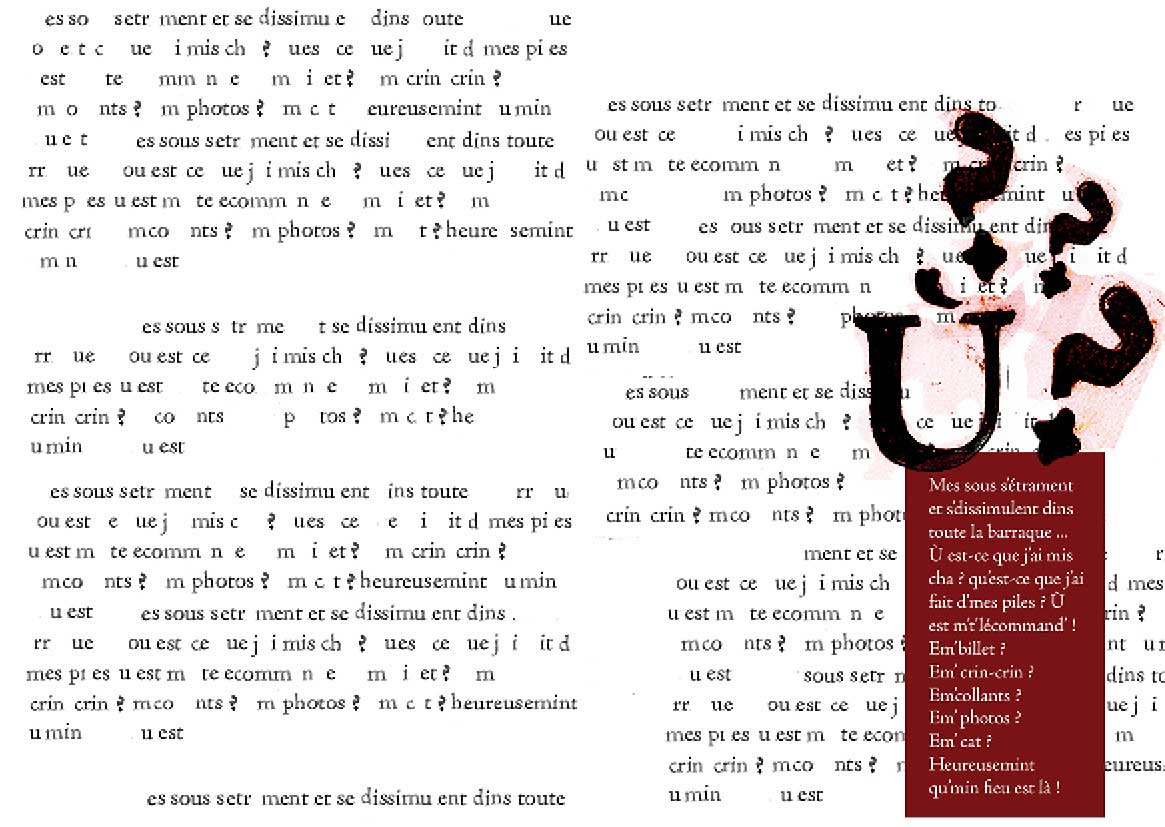 es so setr ment et se dissimu e dins oute ue
o e t c ue i mis ch ? ues ce ue j it d mes pi es
est te mm n e m i et ? m crin crin ?
m o nts ? m photos ? m c t eureusemint u min
u e t es sous setr ment et se dissi ent dins toute
rr ue ou est ce ue j i mis ch ? ues ce ue j it d
mes p es u est m te ecomm n e m i et ? m
crin cri mco nts ? m photos ? m t ? heure semint
m n u est
es sous s tr me t se dissimu ent dins
rr ue ou est ce j i mis ch ? ues ce ue j i it d
mes pi es u est te eco m n e m i et ? m
crin crin ? co nts p tos ? m c t ? he
u min u est
es sous setr ment se dissimu ent ins toute rr u
ou est e ue j mis c ? ues ce e i it d mes pi es
u est m te ecomm n e m i et ? m crin crin ?
mco nts ? m photos ? m c t ? heureusemint u min
u est es sous setr ment et se dissimu ent dins .
rr ue ou est ce ue j i mis ch ? ues ce ue j i it d
mes pi es u est m te ecomm n e m i et ? m
crin crin ? mco nts ? m photos ? m c t ? heureusemint
u min u est
es sous setr ment et se dissimu ent dins toute
es sous setr ment et se dissimu ent dins to r ue
ou est ce i mis ch ? ues ce ue j it d . es pi es
u st m te ecomm n m et ? m crin crin ?
mc m photos ? m c t ? he emint u
u est es ous setr ment et se dissimu ent din
rr ue ou est ce ue j i mis ch ? ue ue i it d
mes pi es u est m te ecomm n i et ? m
crin crin ? mco nts ? photos m
u min u est
es sous ment et se dissimu
ou est ce ue j i mis ch ? ce ue j i it
u te ecomm n e m crin
mco nts ? m photos ?
crin crin ? mco nts ? m phot
ment et se r
ou est ce ue j i mis ch d mes
u est m te ecomm n e rin ?
mco nts ? m photos nt u m
u est sous setr m dins to
rr ue ou est ce ue j ue j i
mes pi es u est m te ecom m
crin crin ? mco nts ? eureus
u min u est
? ? ?
Ù
Mes sous s'étrament
et s'dissimulent dins
toute la barraque ...
Ù est-ce que j'ai mis
cha ? qu'est-ce que j'ai
fait d'mes piles ? Ù
est m't'lécommand' !
Em' billet ?
Em' crin-crin ?
Em'collants ?
Em' photos ?
Em' cat ?
Heureusemint
qu'min fieu est là !